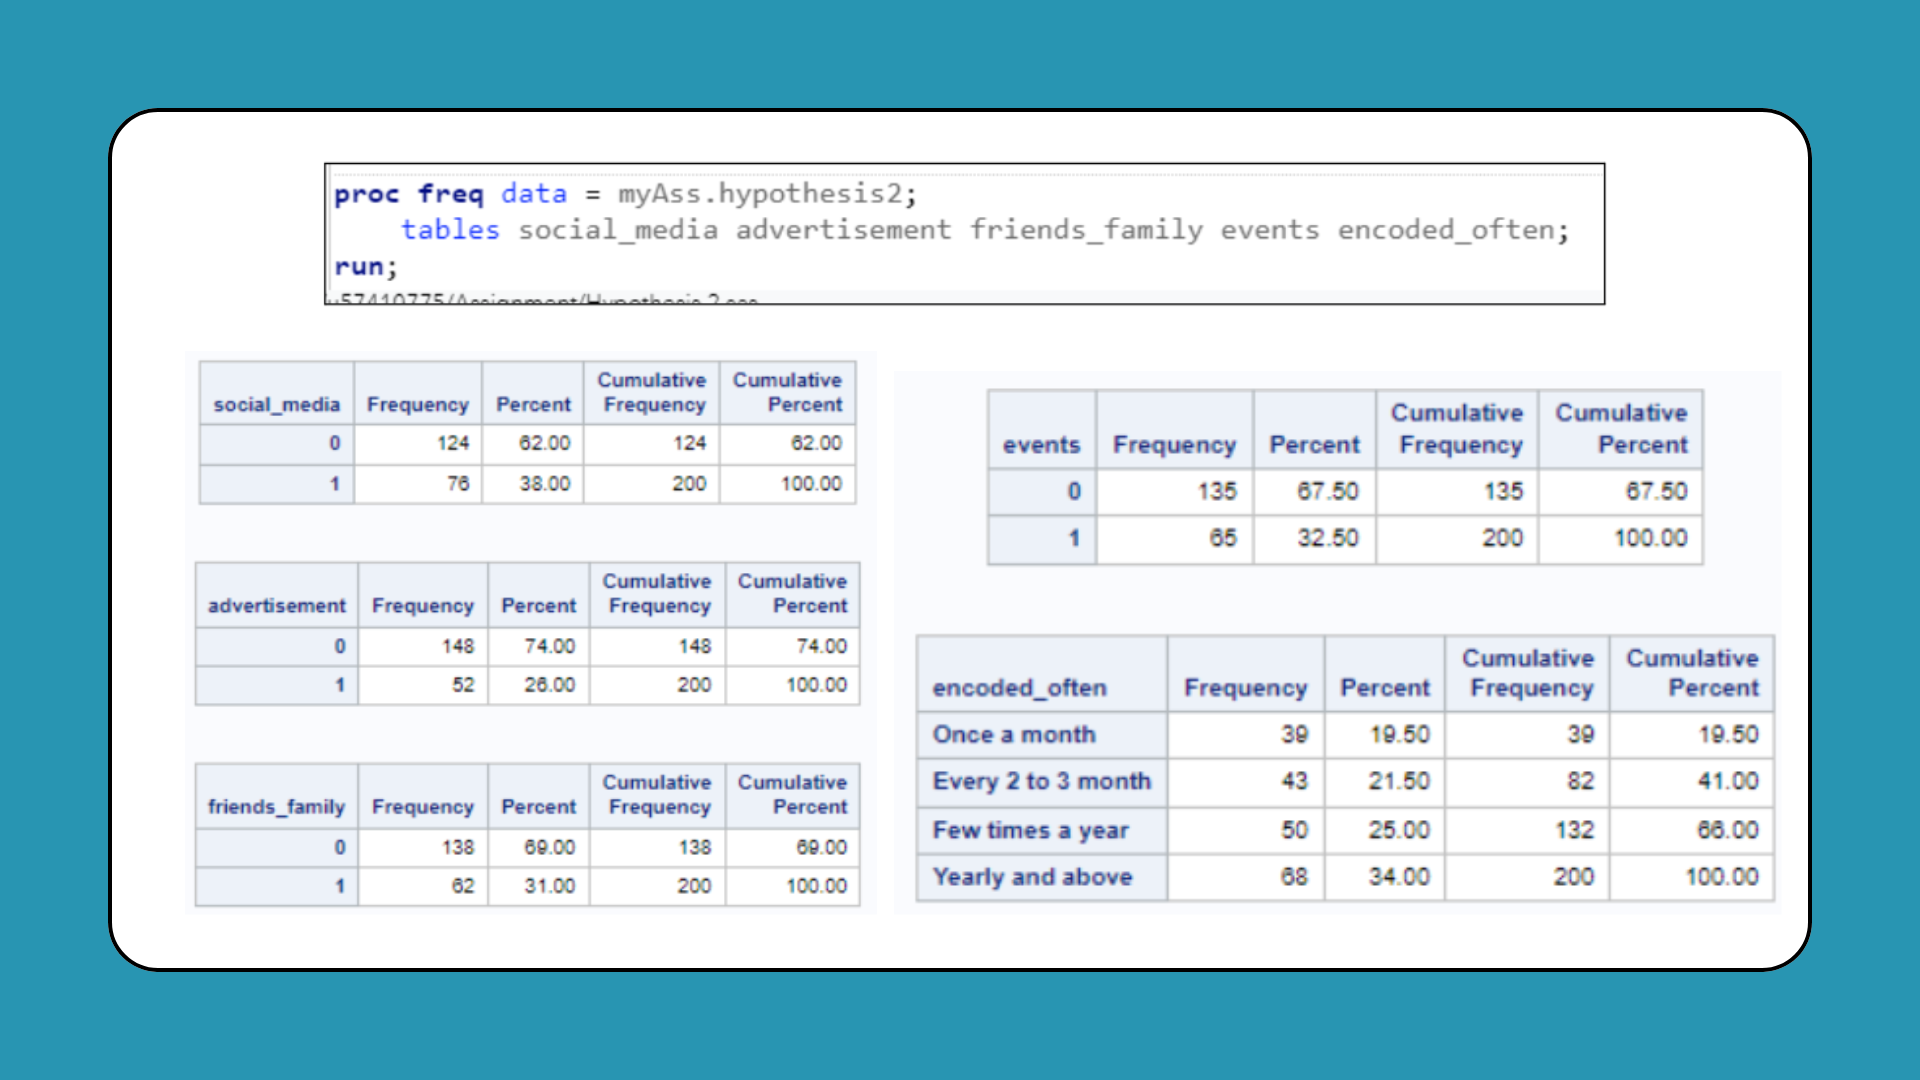 proc freq data = myAss.hypothesis2;
tables social_media advertisement friends_family events encoded_often;
run;
u57410775/Assignment/Hypothesis 2.sas
social_media Frequency Percent Cumulative Frequency Cumulative Percent
0 124 62.00 124 62.00
1 76 38.00 200 100.00
advertisement Frequency Percent Cumulative Frequency Cumulative Percent
0 148 74.00 148 74.00
1 52 26.00 200 100.00
friends_family Frequency Percent Cumulative Frequency Cumulative Percent
0 138 69.00 138 69.00
1 62 31.00 200 100.00
events Frequency Percent Cumulative Frequency Cumulative Percent
0 135 67.50 135 67.50
1 65 32.50 200 100.00
encoded_often Frequency Percent Cumulative Frequency Cumulative Percent
Once a month 39 19.50 39 19.50
Every 2 to 3 month 43 21.50 82 41.00
Few times a year 50 25.00 132 66.00
Yearly and above 68 34.00 200 100.00